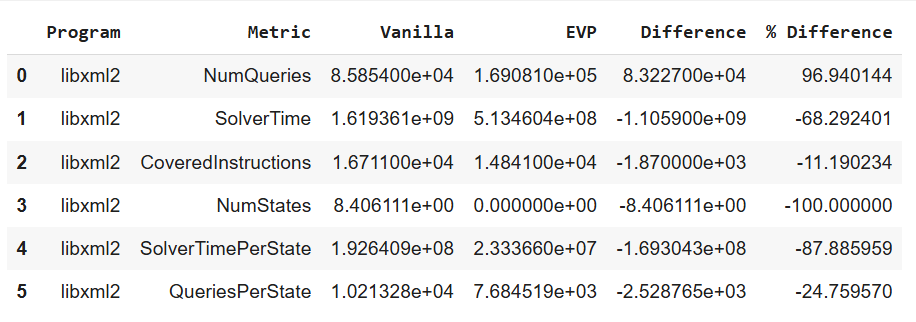 Program Metric Vanilla EVP Difference % Difference
0 libxml2 NumQueries 8.585400e+04 1.690810e+05 8.322700e+04 96.940144
1 libxml2 SolverTime 1.619361e+09 5.134604e+08 -1.105900e+09 -68.292401
2 libxml2 CoveredInstructions 1.671100e+04 1.484100e+04 -1.870000e+03 -11.190234
3 libxml2 NumStates 8.406111e+00 0.000000e+00 -8.406111e+00 -100.000000
4 libxml2 SolverTimePerState 1.926409e+08 2.333660e+07 -1.693043e+08 -87.885959
5 libxml2 QueriesPerState 1.021328e+04 7.684519e+03 -2.528765e+03 -24.759570